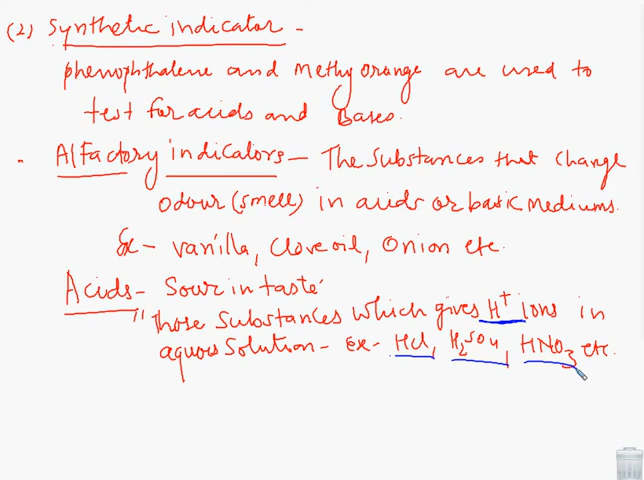 (2) Synthetic indicator -
phenophthalene and Methy orange are used to
test for acids and Bases.
. Alfactory indicators - The Substances that change
odour (smell) in acids or basic mediums.
Ex - vanilla, Clove oil, Onion etc.
Acids - Sour in taste
"Those Substances which gives H⁺ ions in
aquous Solution - Ex - HCl, H₂SO₄, HNO₃ etc.